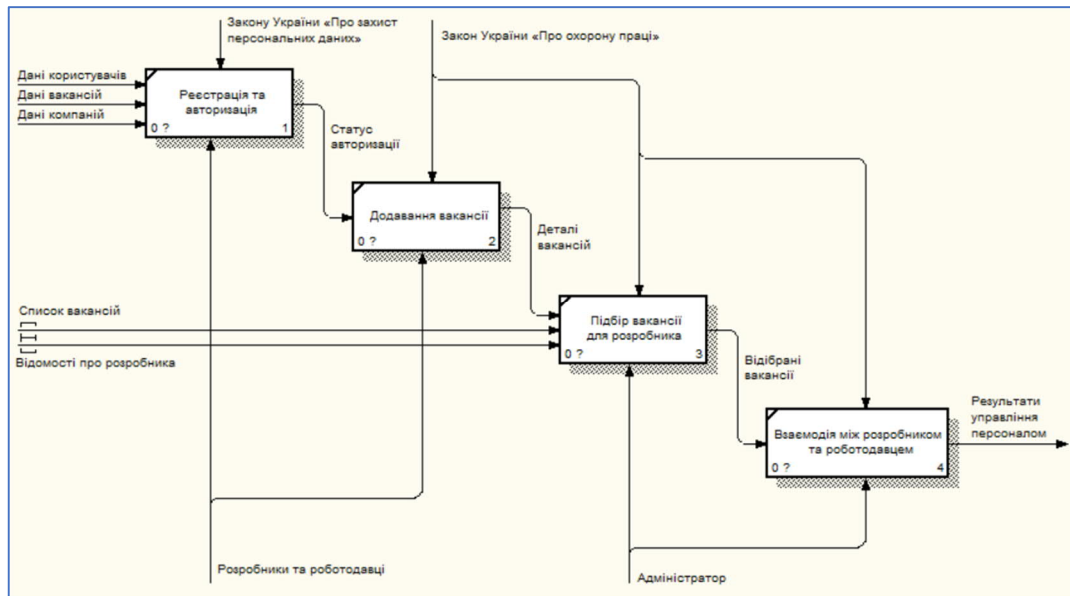 Закону України «Про захист
персональних даних»
Закон України «Про охорону праці»
Дані користувачів
Дані вакансій
Дані компаній
Реєстрація та
авторизація
0 ?
1
Статус
авторизації
Додавання вакансії
0 ?
2
Деталі
вакансій
Список вакансій
Відомості про розробника
Підбір вакансії
для розробника
0 ?
3
Відібрані
вакансії
Взаємодія між розробником
та роботодавцем
0 ?
4
Результати
управління
персоналом
Розробники та роботодавці
Адміністратор